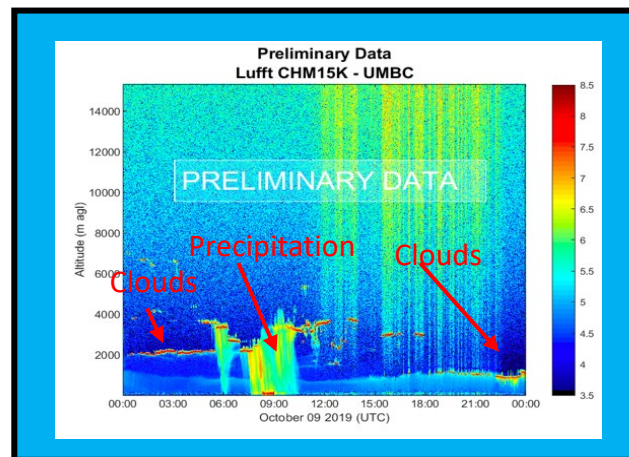 Preliminary Data
Lufft CHM15K - UMBC
14000
12000
10000
8000
6000
4000
2000
Altitude (m agl)
PRELIMINARY DATA
Clouds
Precipitation
Clouds
00:00 03:00 06:00 09:00 12:00 15:00 18:00 21:00 00:00
October 09 2019 (UTC)
8.5
8
7.5
7
6.5
6
5.5
5
4.5
4
3.5